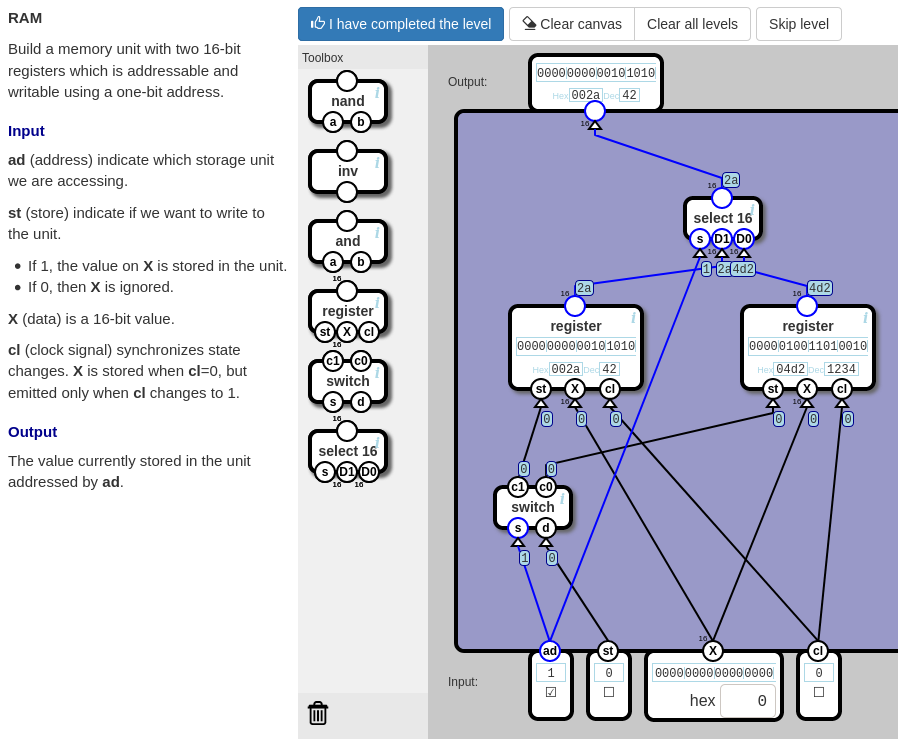 RAM
Build a memory unit with two 16-bit
registers which is addressable and
writable using a one-bit address.
Input
ad (address) indicate which storage unit
we are accessing.
st (store) indicate if we want to write to
the unit.
If 1, the value on X is stored in the unit.
If 0, then X is ignored.
X (data) is a 16-bit value.
cl (clock signal) synchronizes state
changes. X is stored when cl=0, but
emitted only when cl changes to 1.
Output
The value currently stored in the unit
addressed by ad.
I have completed the level
Clear canvas
Clear all levels
Skip level
Toolbox
nand
i
a b
inv
i
and
i
a b
16
register
i
st X cl
16
c1 c0
switch
i
s d
16
select 16
i
s D1 D0
16 16
Output:
0000000000101010
Hex 002a Dec 42
16
2a
16
select 16
i
s D1 D0
16 16
1 2a 4d2
2a
16
register
i
0000000000101010
Hex 002a Dec 42
st X cl
16
0 0 0
4d2
16
register
i
0000010011010010
Hex 04d2 Dec 1234
st X cl
16
0 0 0
0 0
c1 c0
switch
i
s d
1 0
Input:
ad
1
st
0
16
X
0000000000000000
hex 0
cl
0